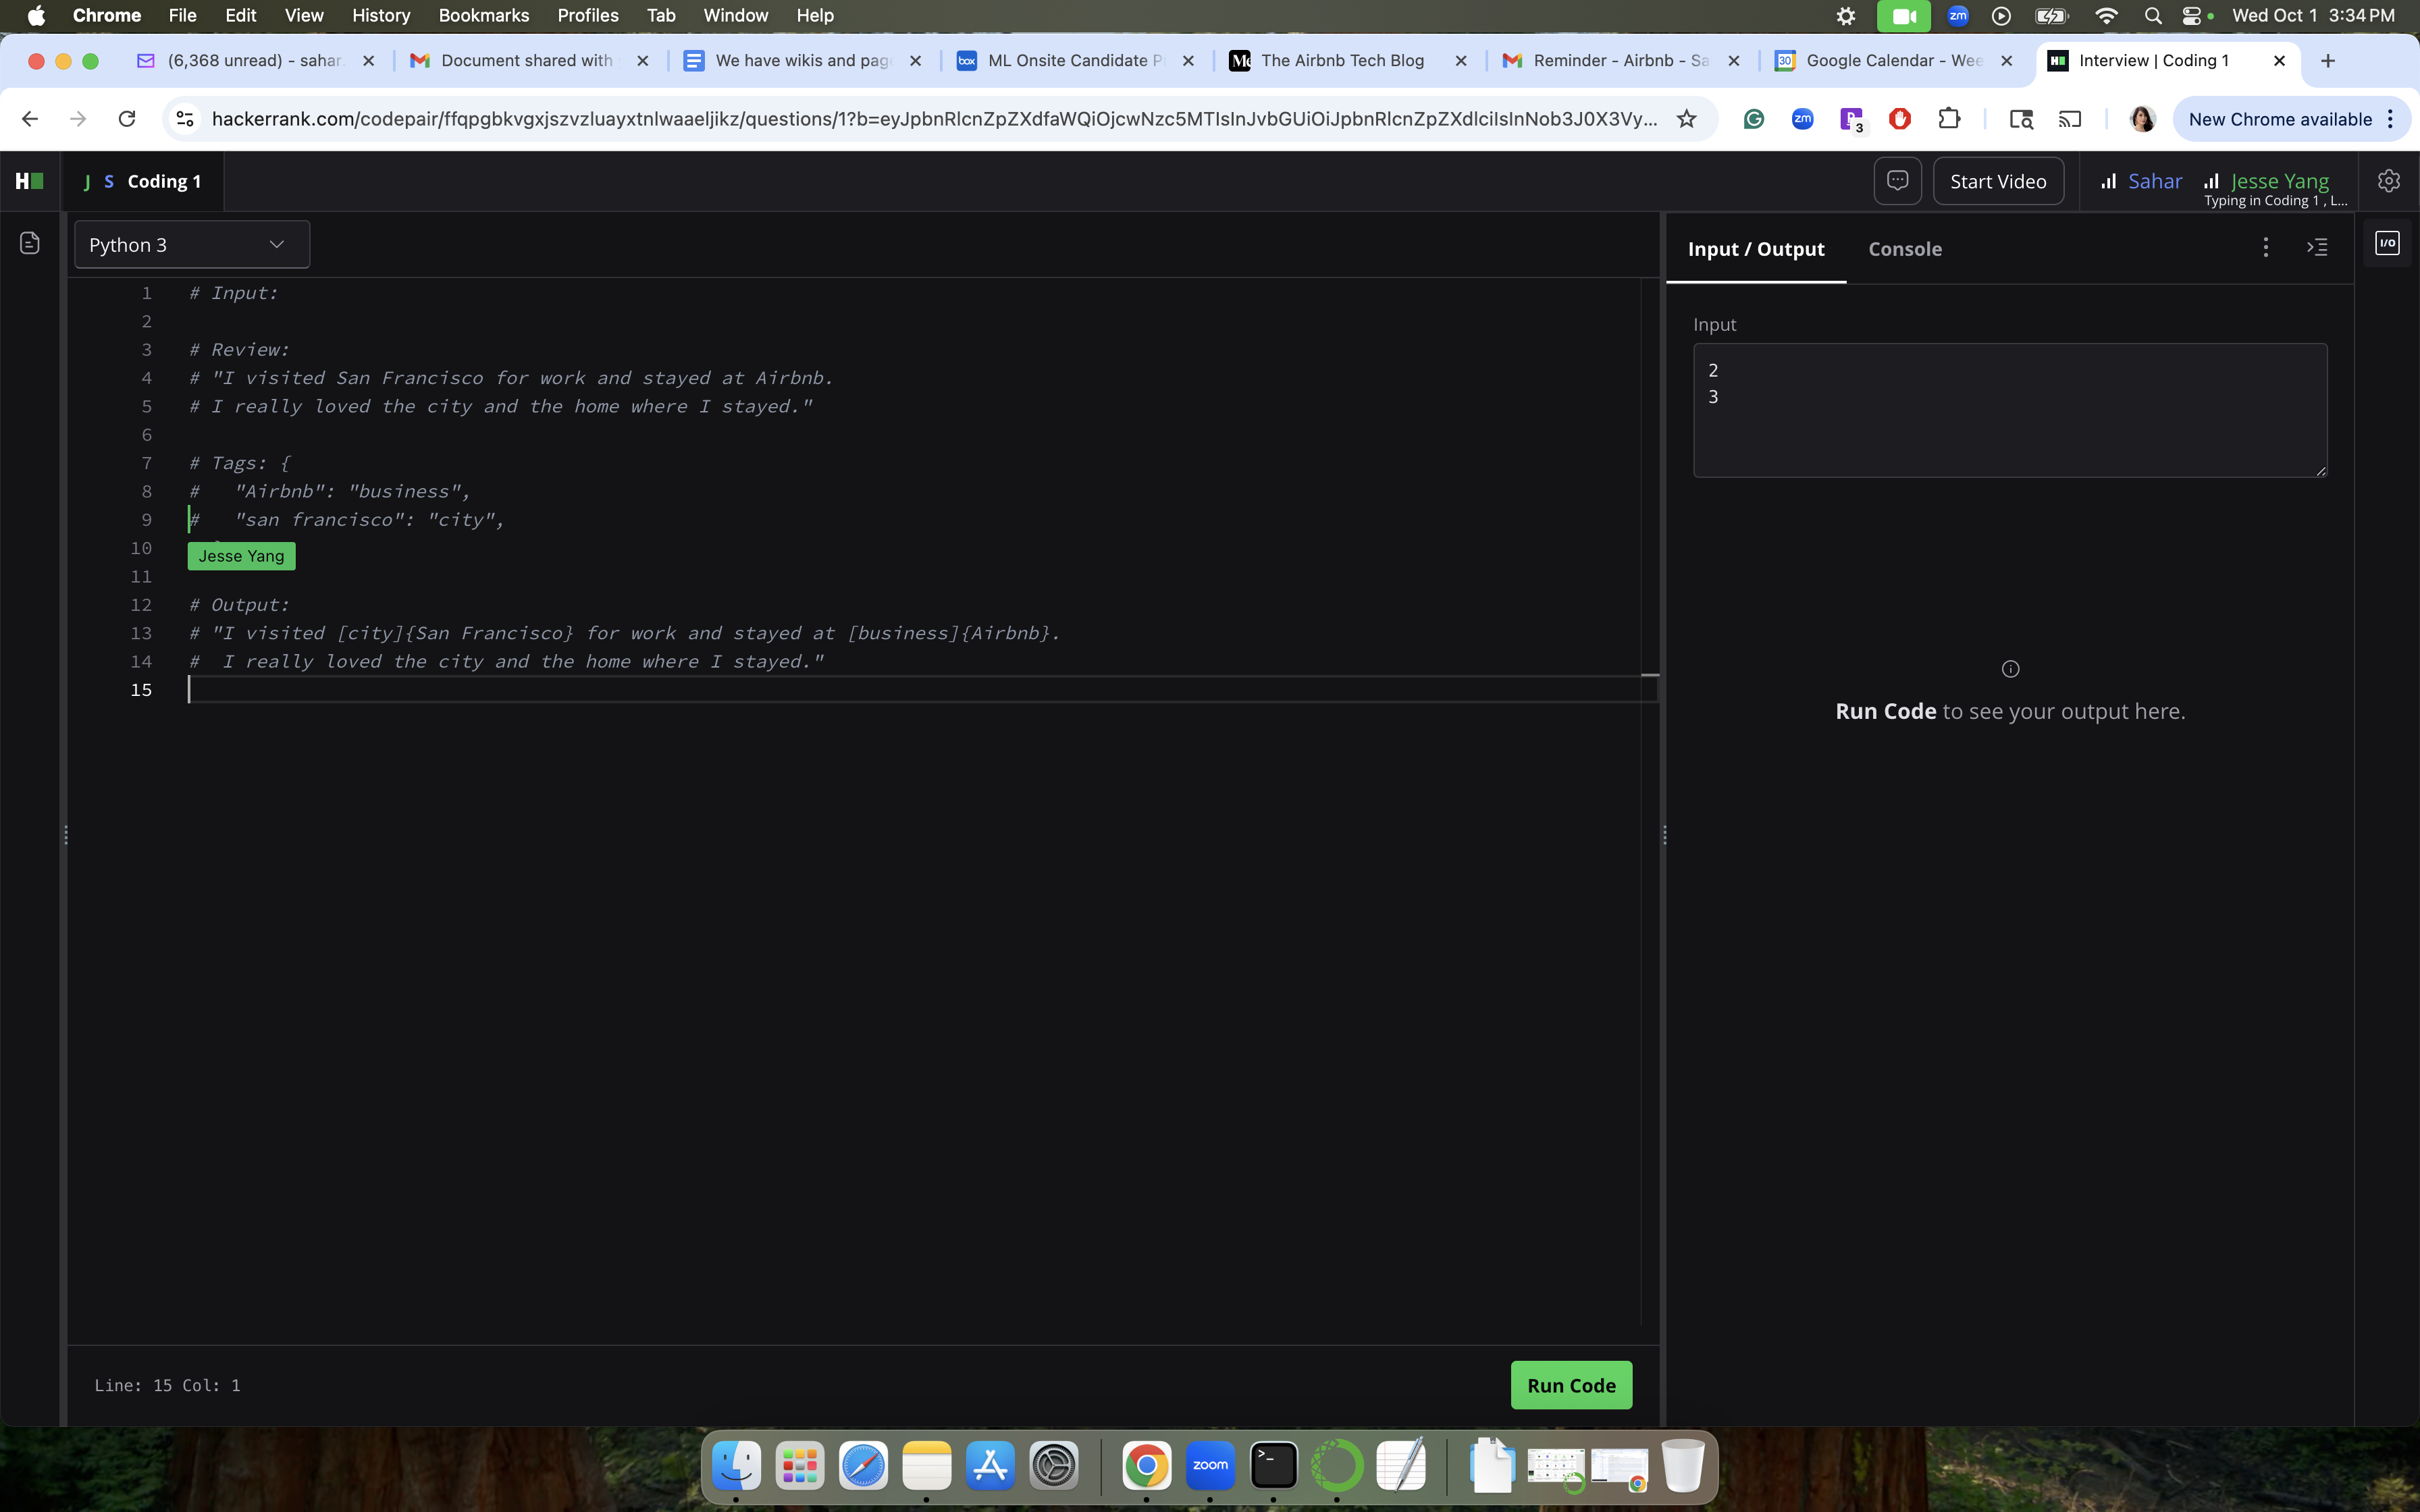 Chrome File Edit View History Bookmarks Profiles Tab Window Help
zm
Wed Oct 1 3:34 PM
(6,368 unread) - sahar
Document shared with
We have wikis and pag
box
ML Onsite Candidate P
The Airbnb Tech Blog
Reminder - Airbnb - Sa
30
Google Calendar - Wee
Interview | Coding 1
hackerrank.com/codepair/ffqpgbkvgxjszvzluayxtnlwaaeljikz/questions/1?b=eyJpbnRlcnZpZXdfaWQiOjcwNzc5MTIsInJvbGUiOiJpbnRlcnZpZXdlciIsInNob3J0X3Vy...
zm
3
New Chrome available
H
J S Coding 1
Start Video
Sahar
Jesse Yang
Typing in Coding 1 , L...
Python 3
Input / Output
Console
I/O
1 # Input:
2
3 # Review:
4 # "I visited San Francisco for work and stayed at Airbnb.
5 # I really loved the city and the home where I stayed."
6
7 # Tags: {
8 #   "Airbnb": "business",
9 #   "san francisco": "city",
10
Jesse Yang
11
12 # Output:
13 # "I visited [city]{San Francisco} for work and stayed at [business]{Airbnb}.
14 #  I really loved the city and the home where I stayed."
15
Input
2
3
Run Code to see your output here.
Line: 15 Col: 1
Run Code
zoom